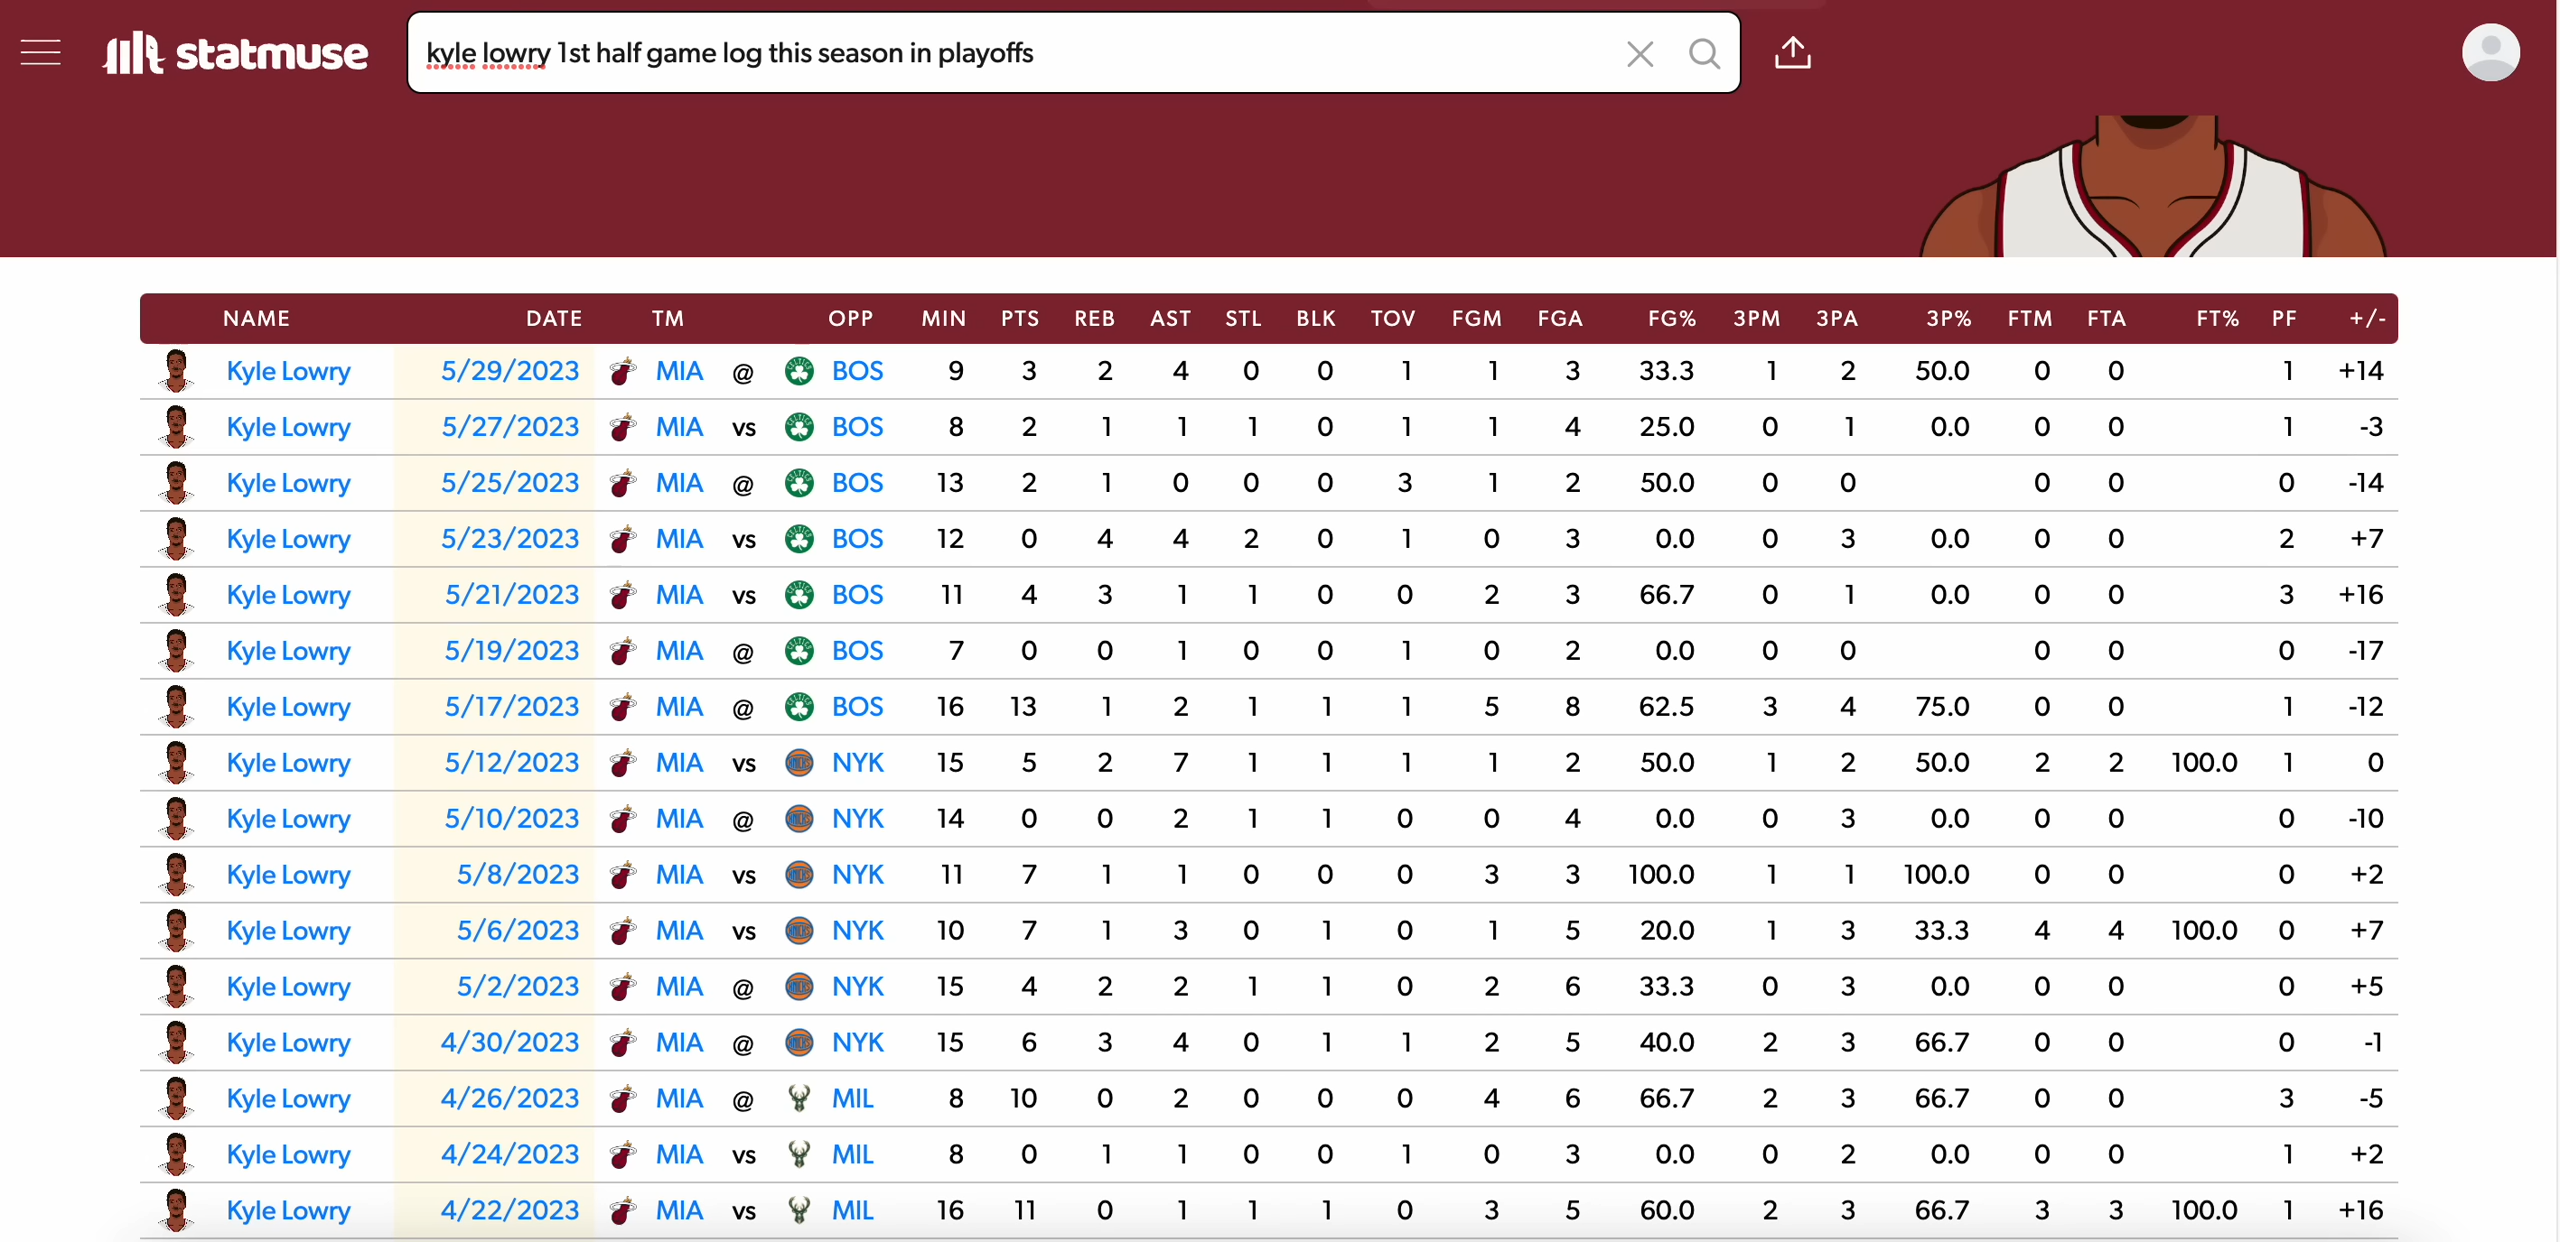 statmuse kyle lowry 1st half game log this season in playoffs
NAME DATE TM OPP MIN PTS REB AST STL BLK TOV FGM FGA FG% 3PM 3PA 3P% FTM FTA FT% PF +/-
Kyle Lowry 5/29/2023 MIA @ BOS 9 3 2 4 0 0 1 1 3 33.3 1 2 50.0 0 0 1 +14
Kyle Lowry 5/27/2023 MIA vs BOS 8 2 1 1 1 0 1 1 4 25.0 0 1 0.0 0 0 1 -3
Kyle Lowry 5/25/2023 MIA @ BOS 13 2 1 0 0 0 3 1 2 50.0 0 0 0 0 0 -14
Kyle Lowry 5/23/2023 MIA vs BOS 12 0 4 4 2 0 1 0 3 0.0 0 3 0.0 0 0 2 +7
Kyle Lowry 5/21/2023 MIA vs BOS 11 4 3 1 1 0 0 2 3 66.7 0 1 0.0 0 0 3 +16
Kyle Lowry 5/19/2023 MIA @ BOS 7 0 0 1 0 0 1 0 2 0.0 0 0 0 0 0 -17
Kyle Lowry 5/17/2023 MIA @ BOS 16 13 1 2 1 1 1 5 8 62.5 3 4 75.0 0 0 1 -12
Kyle Lowry 5/12/2023 MIA vs NYK 15 5 2 7 1 1 1 1 2 50.0 1 2 50.0 2 2 100.0 1 0
Kyle Lowry 5/10/2023 MIA @ NYK 14 0 0 2 1 1 0 0 4 0.0 0 3 0.0 0 0 0 -10
Kyle Lowry 5/8/2023 MIA vs NYK 11 7 1 1 0 0 0 3 3 100.0 1 1 100.0 0 0 0 +2
Kyle Lowry 5/6/2023 MIA vs NYK 10 7 1 3 0 1 0 1 5 20.0 1 3 33.3 4 4 100.0 0 +7
Kyle Lowry 5/2/2023 MIA @ NYK 15 4 2 2 1 1 0 2 6 33.3 0 3 0.0 0 0 0 +5
Kyle Lowry 4/30/2023 MIA @ NYK 15 6 3 4 0 1 1 2 5 40.0 2 3 66.7 0 0 0 -1
Kyle Lowry 4/26/2023 MIA @ MIL 8 10 0 2 0 0 0 4 6 66.7 2 3 66.7 0 0 3 -5
Kyle Lowry 4/24/2023 MIA vs MIL 8 0 1 1 0 0 1 0 3 0.0 0 2 0.0 0 0 1 +2
Kyle Lowry 4/22/2023 MIA vs MIL 16 11 0 1 1 1 0 3 5 60.0 2 3 66.7 3 3 100.0 1 +16